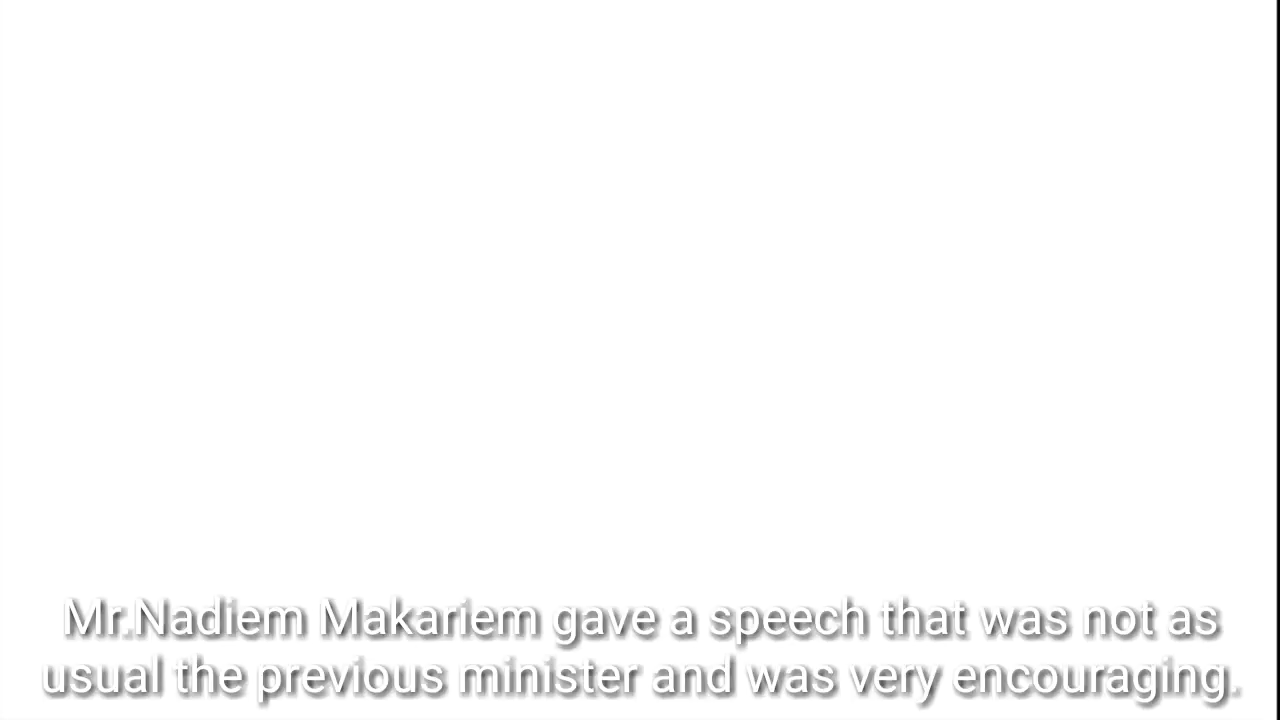 Mr.Nadiem Makariem gave a speech that was not as
usual the previous minister and was very encouraging.